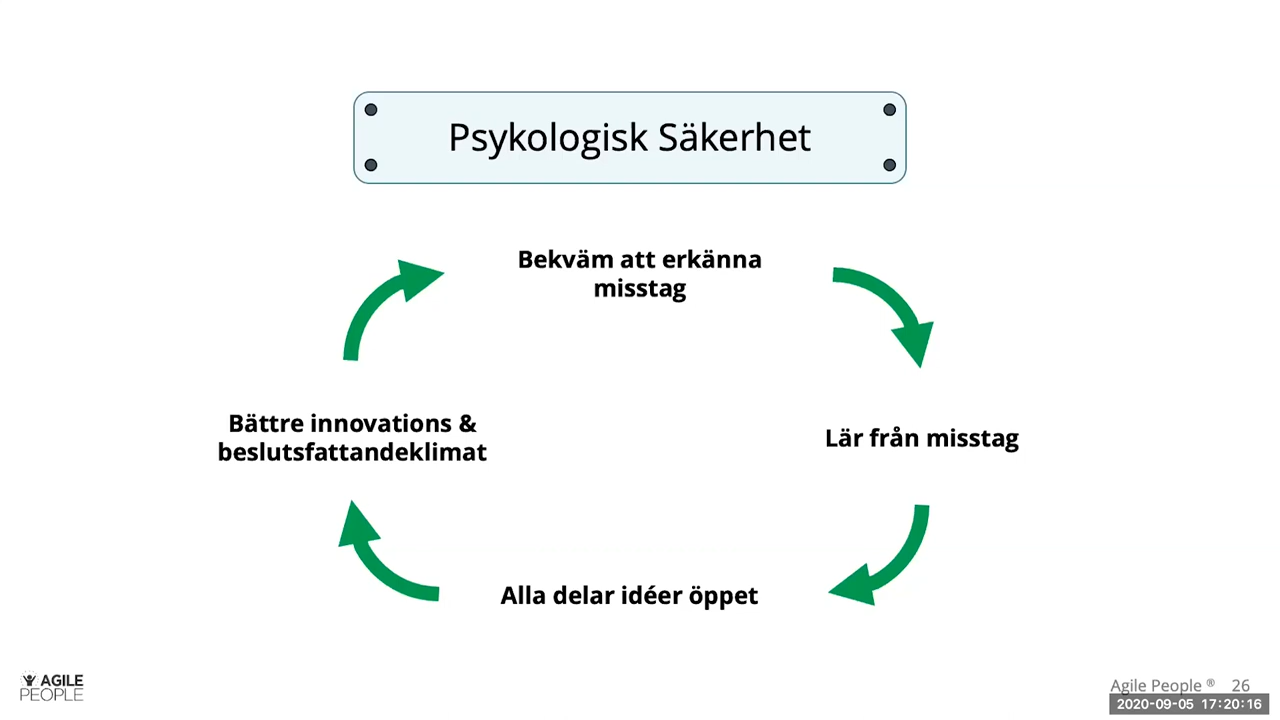 Psykologisk Säkerhet
Bekväm att erkänna
misstag
Bättre innovations &
beslutsfattandeklimat
Lär från misstag
Alla delar idéer öppet
AGILE
PEOPLE
Agile People ® 26
2020-09-05 17:20:16